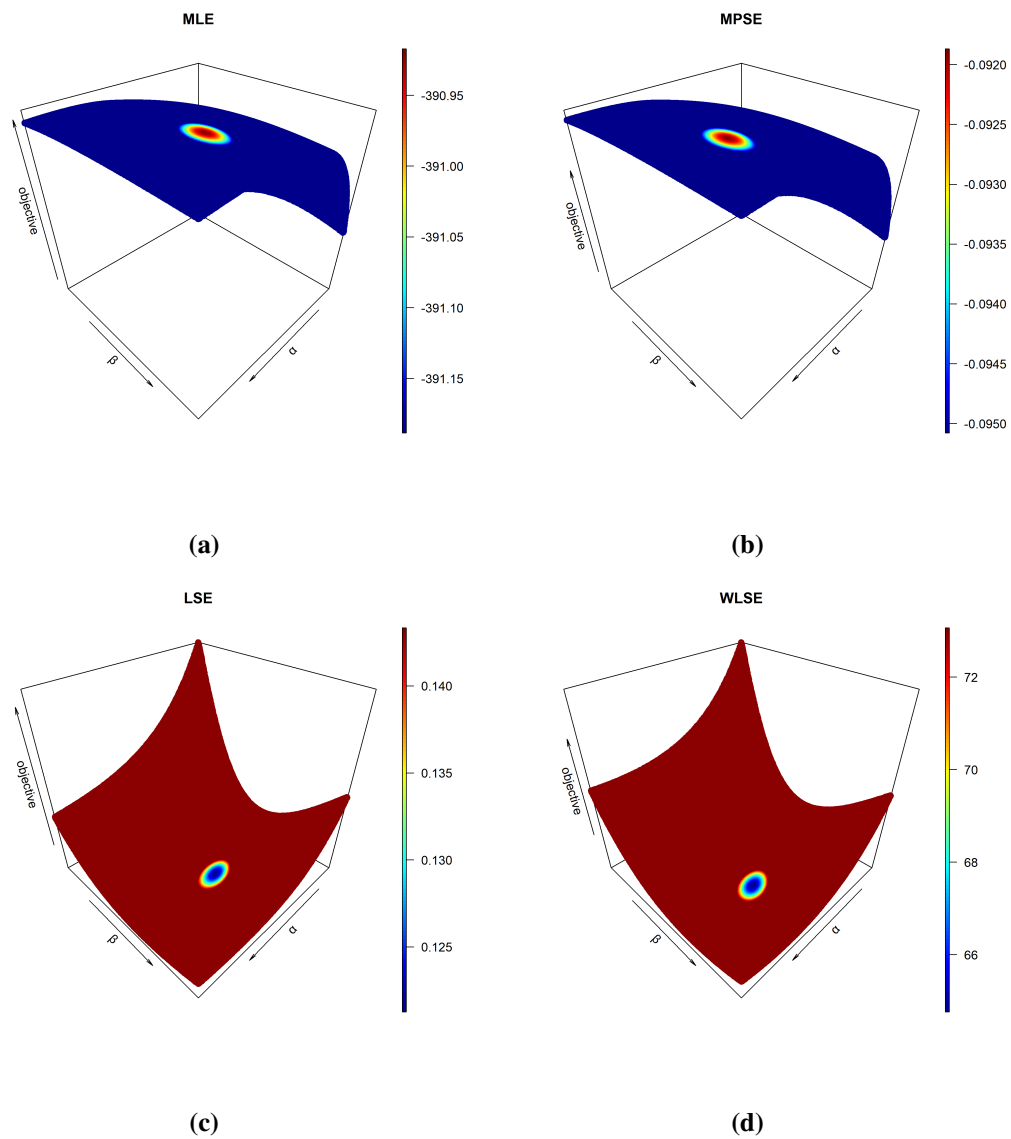 MLE
-390.95
-391.00
-391.05
-391.10
-391.15
objective
β
α
(a)
MPSE
-0.0920
-0.0925
-0.0930
-0.0935
-0.0940
-0.0945
-0.0950
objective
β
α
(b)
LSE
0.140
0.135
0.130
0.125
objective
β
α
(c)
WLSE
72
70
68
66
objective
β
α
(d)